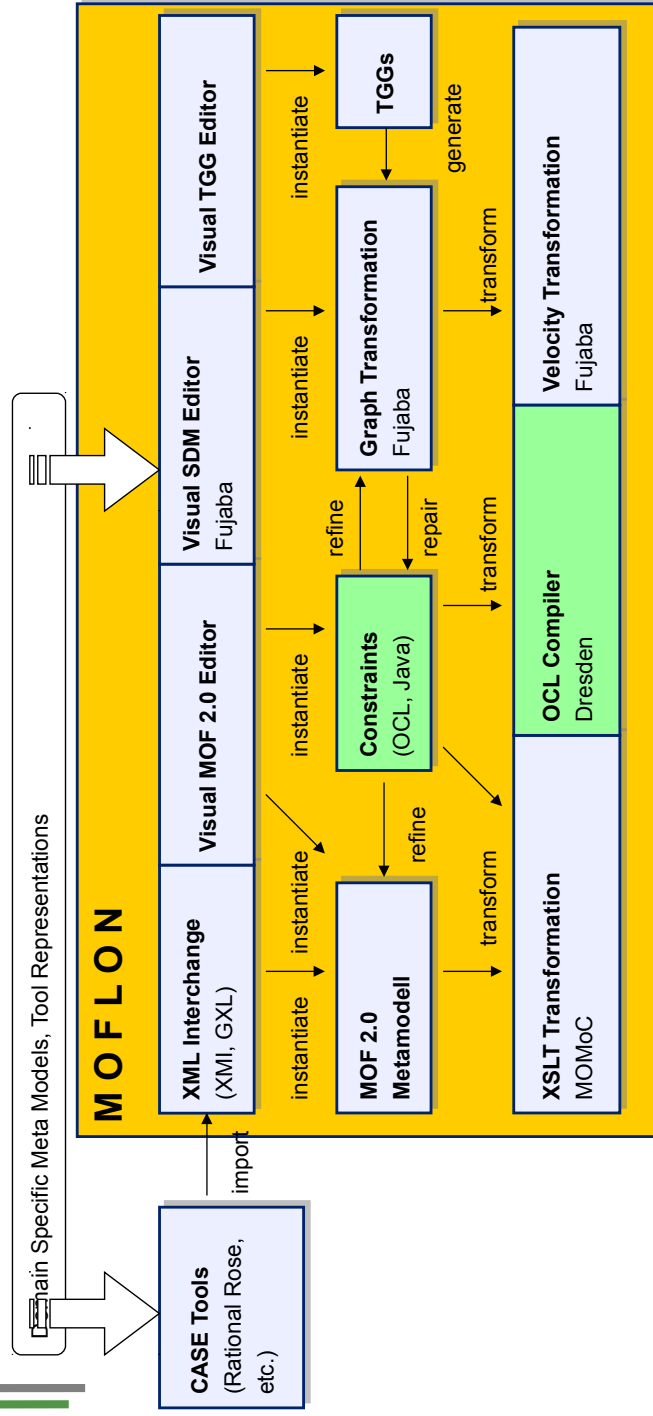 Domain Specific Meta Models, Tool Representations
MOFLON
CASE Tools
(Rational Rose,
etc.)
import
XML Interchange
(XMI, GXL)
Visual MOF 2.0 Editor
Visual SDM Editor
Fujaba
Visual TGG Editor
instantiate
instantiate
instantiate
instantiate
instantiate
MOF 2.0
Metamodell
refine
Constraints
(OCL, Java)
refine
repair
Graph Transformation
Fujaba
TGGs
generate
transform
transform
transform
XSLT Transformation
MOMoC
OCL Compiler
Dresden
Velocity Transformation
Fujaba